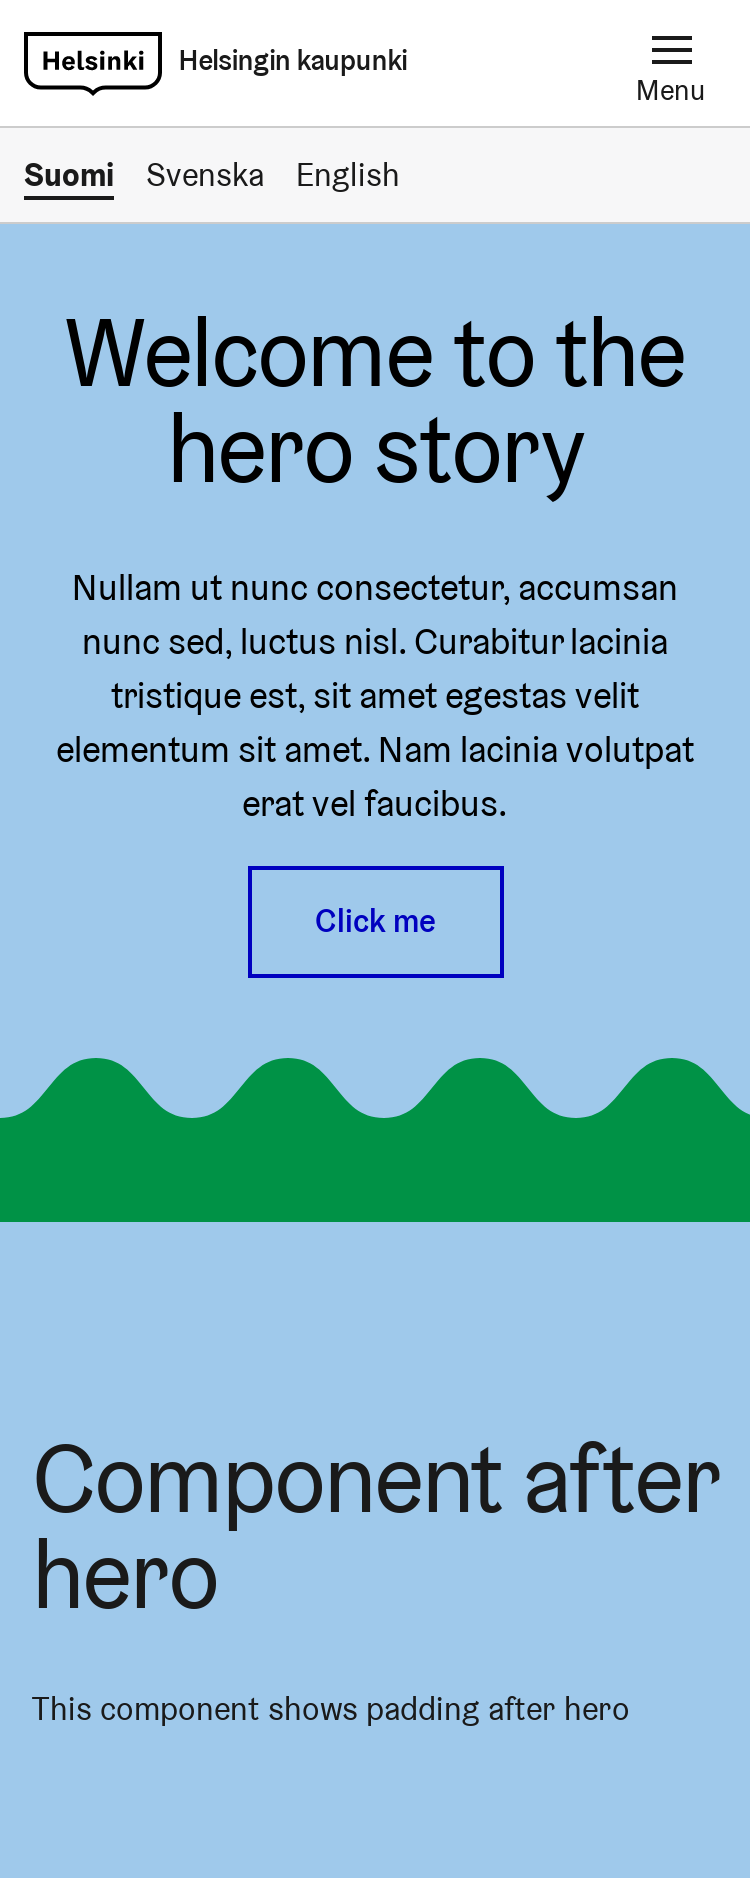 Helsinki Helsingin kaupunki
Menu
Suomi Svenska English
Welcome to the
hero story
Nullam ut nunc consectetur, accumsan
nunc sed, luctus nisl. Curabitur lacinia
tristique est, sit amet egestas velit
elementum sit amet. Nam lacinia volutpat
erat vel faucibus.
Click me
Component after
hero
This component shows padding after hero